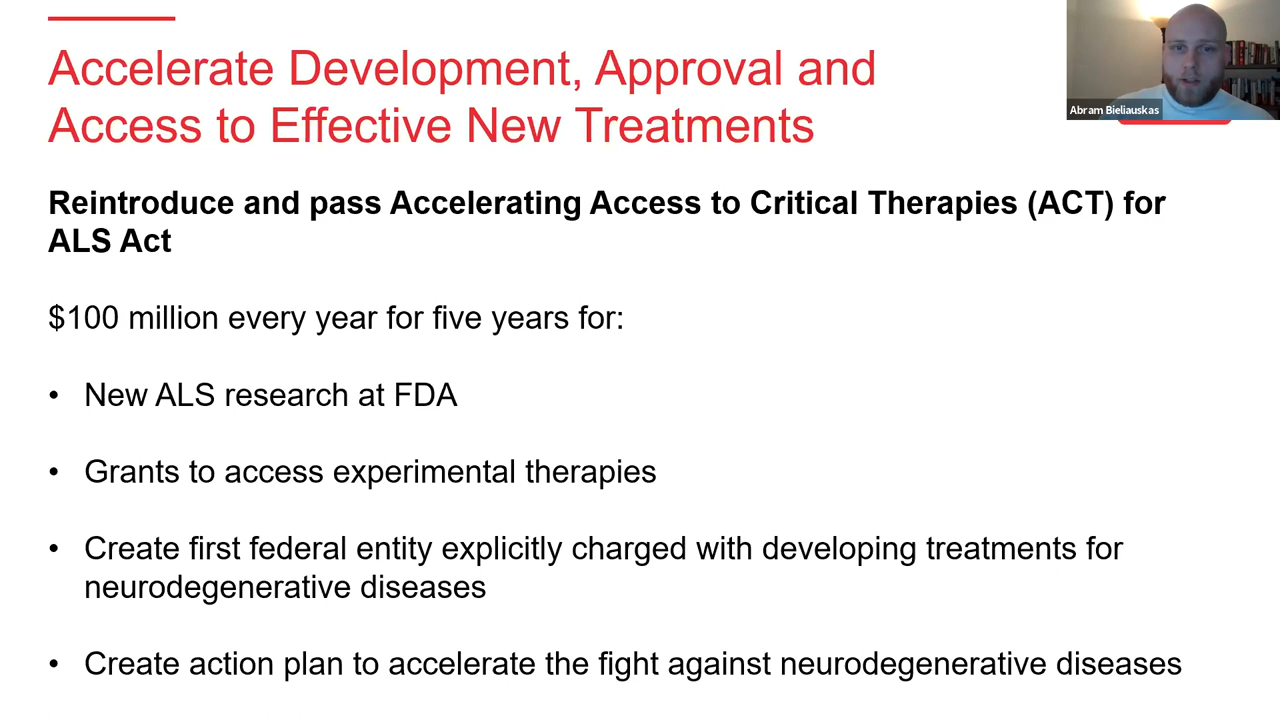 Accelerate Development, Approval and
Access to Effective New Treatments
Abram Bieliauskas
Reintroduce and pass Accelerating Access to Critical Therapies (ACT) for
ALS Act
$100 million every year for five years for:
• New ALS research at FDA
• Grants to access experimental therapies
• Create first federal entity explicitly charged with developing treatments for
neurodegenerative diseases
• Create action plan to accelerate the fight against neurodegenerative diseases